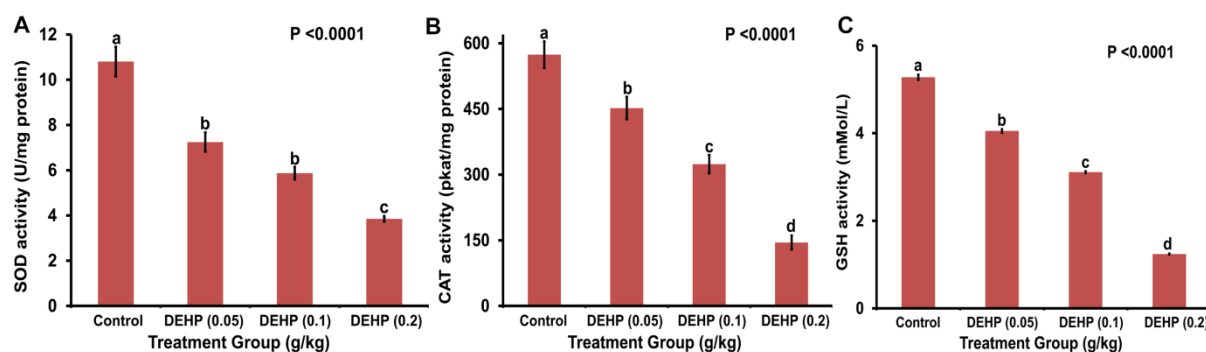 A
SOD activity (U/mg protein)
12
10
8
6
4
2
0
P <0.0001
a
b
b
c
Control DEHP (0.05) DEHP (0.1) DEHP (0.2)
Treatment Group (g/kg)
B
CAT activity (pkat/mg protein)
600
450
300
150
0
P <0.0001
a
b
c
d
Control DEHP (0.05) DEHP (0.1) DEHP (0.2)
Treatment Group (g/kg)
C
GSH activity (mMol/L)
6
4
2
0
P <0.0001
a
b
c
d
Control DEHP (0.05) DEHP (0.1) DEHP (0.2)
Treatment Group (g/kg)